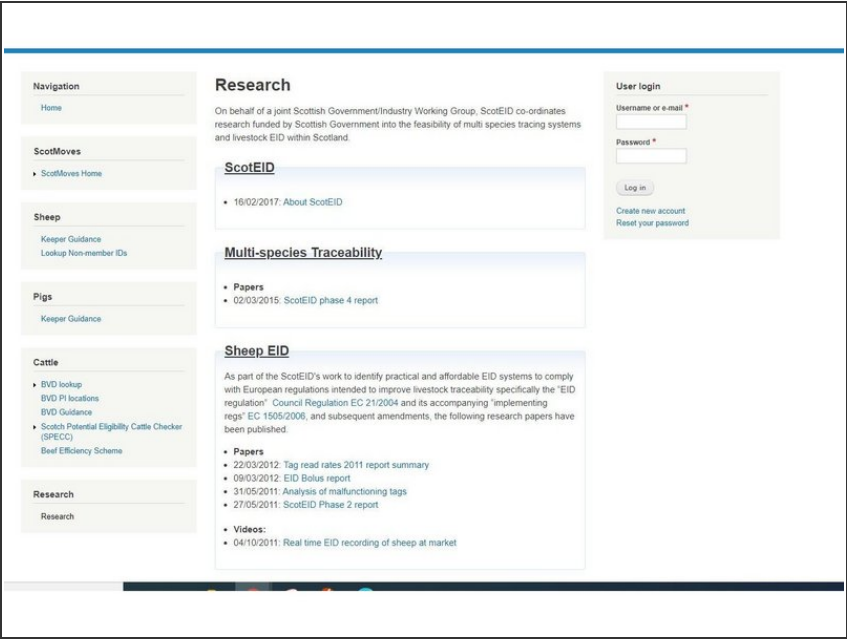 Navigation
Home
ScotMoves
ScotMoves Home
Sheep
Keeper Guidance
Lookup Non-member IDs
Pigs
Keeper Guidance
Cattle
BVD lookup
BVD PI locations
BVD Guidance
Scotch Potential Eligibility Cattle Checker
(SPECC)
Beef Efficiency Scheme
Research
Research
Research
On behalf of a joint Scottish Government/Industry Working Group, ScotEID co-ordinates
research funded by Scottish Government into the feasibility of multi species tracing systems
and livestock EID within Scotland.
ScotEID
• 16/02/2017: About ScotEID
Multi-species Traceability
• Papers
• 02/03/2015: ScotEID phase 4 report
Sheep EID
As part of the ScotEID's work to identify practical and affordable EID systems to comply
with European regulations intended to improve livestock traceability specifically the "EID
regulation" Council Regulation EC 21/2004 and its accompanying "implementing
regs" EC 1505/2006, and subsequent amendments, the following research papers have
been published.
• Papers
• 22/03/2012: Tag read rates 2011 report summary
• 09/03/2012: EID Bolus report
• 31/05/2011: Analysis of malfunctioning tags
• 27/05/2011: ScotEID Phase 2 report
• Videos:
• 04/10/2011: Real time EID recording of sheep at market
User login
Username or e-mail *
Password *
Log in
Create new account
Reset your password